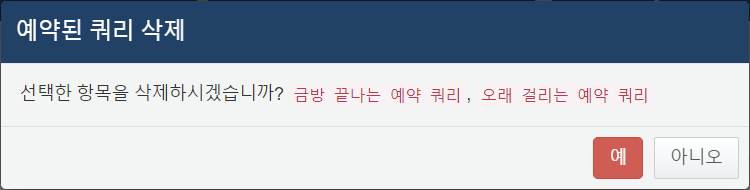 예약된 쿼리 삭제
선택한 항목을 삭제하시겠습니까? 금방 끝나는 예약 쿼리, 오래 걸리는 예약 쿼리
예 아니오